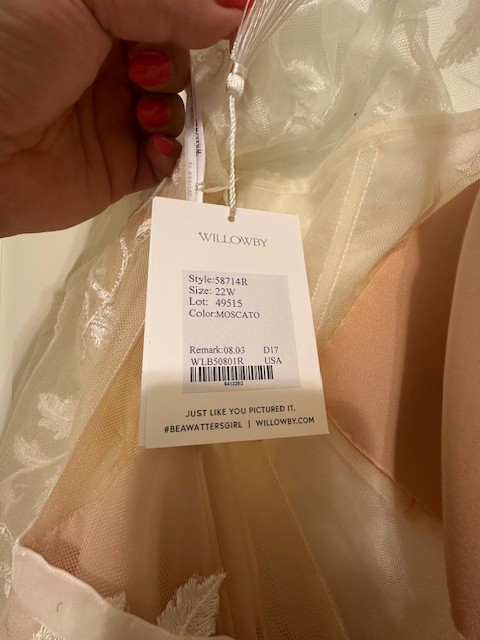 WILLOWBY
Style:58714R
Size: 22W
Lot: 49515
Color:MOSCATO
Remark:08.03 D17
WLB50801R USA
6412252
JUST LIKE YOU PICTURED IT.
#BEAWATTERSGIRL | WILLOWBY.COM